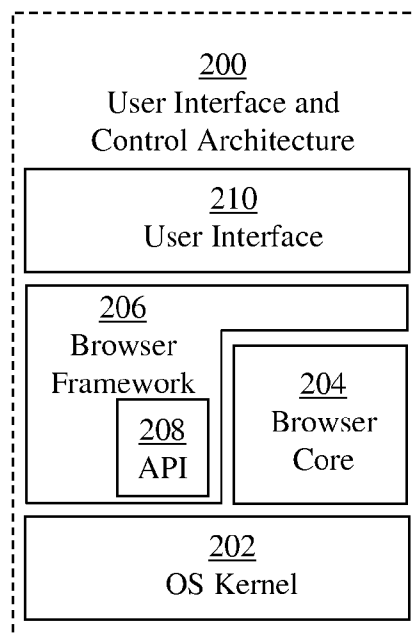 200
User Interface and
Control Architecture
210
User Interface
206
Browser
Framework
208
API
204
Browser
Core
202
OS Kernel